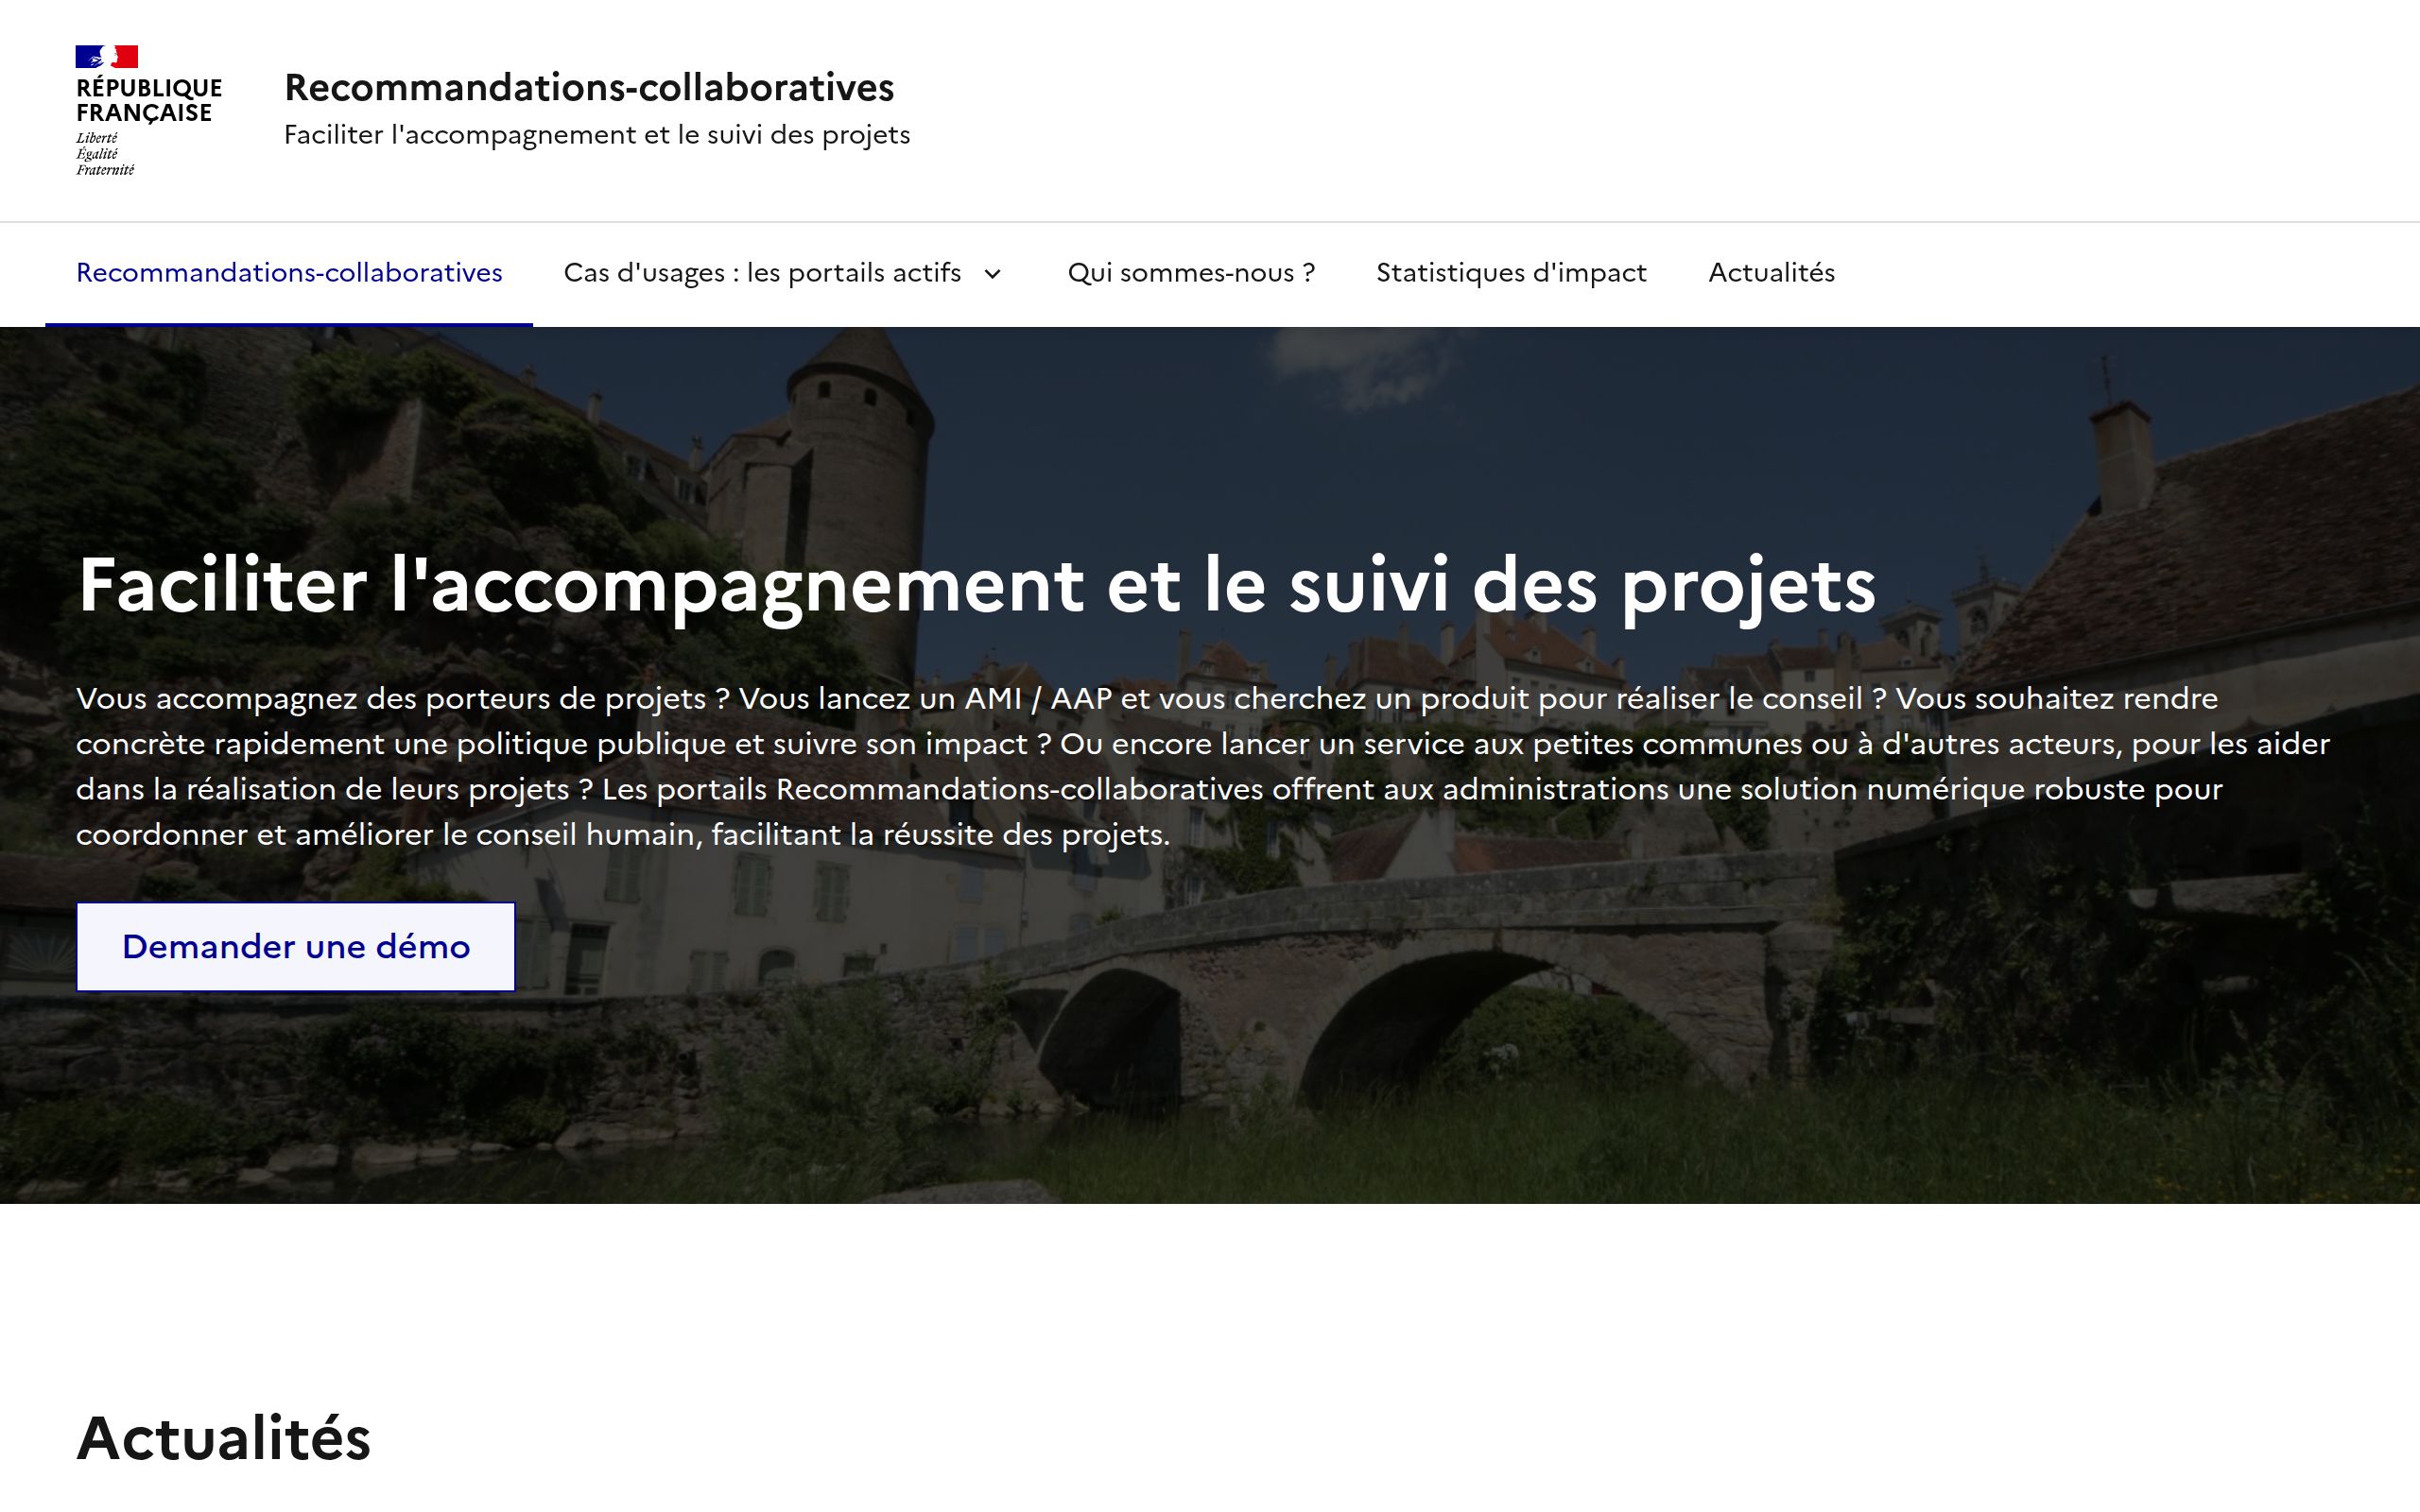 RÉPUBLIQUE
FRANÇAISE
Liberté
Égalité
Fraternité
Recommandations-collaboratives
Faciliter l'accompagnement et le suivi des projets
Recommandations-collaboratives
Cas d'usages : les portails actifs
Qui sommes-nous ?
Statistiques d'impact
Actualités
Faciliter l'accompagnement et le suivi des projets
Vous accompagnez des porteurs de projets ? Vous lancez un AMI / AAP et vous cherchez un produit pour réaliser le conseil ? Vous souhaitez rendre
concrète rapidement une politique publique et suivre son impact ? Ou encore lancer un service aux petites communes ou à d'autres acteurs, pour les aider
dans la réalisation de leurs projets ? Les portails Recommandations-collaboratives offrent aux administrations une solution numérique robuste pour
coordonner et améliorer le conseil humain, facilitant la réussite des projets.
Demander une démo
Actualités